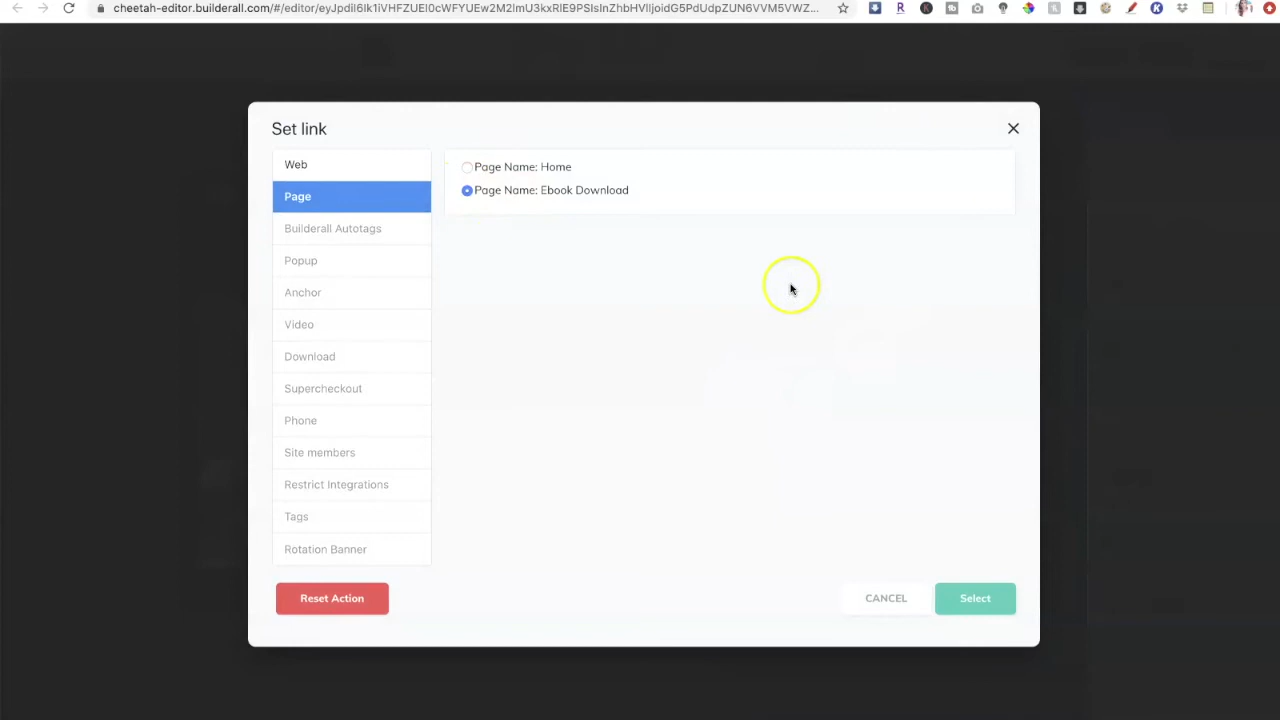 cheetah-editor.builderall.com/#/editor/
Set link
Web
Page
Builderall Autotags
Popup
Anchor
Video
Download
Supercheckout
Phone
Site members
Restrict Integrations
Tags
Rotation Banner
Page Name: Home
Page Name: Ebook Download
Reset Action
CANCEL
Select